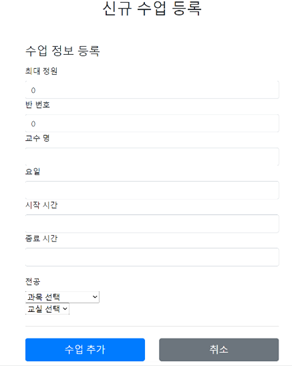 신규 수업 등록
수업 정보 등록
최대 정원
0
반 번호
0
교수 명
요일
시작 시간
종료 시간
전공
과목 선택
교실 선택
수업 추가
취소